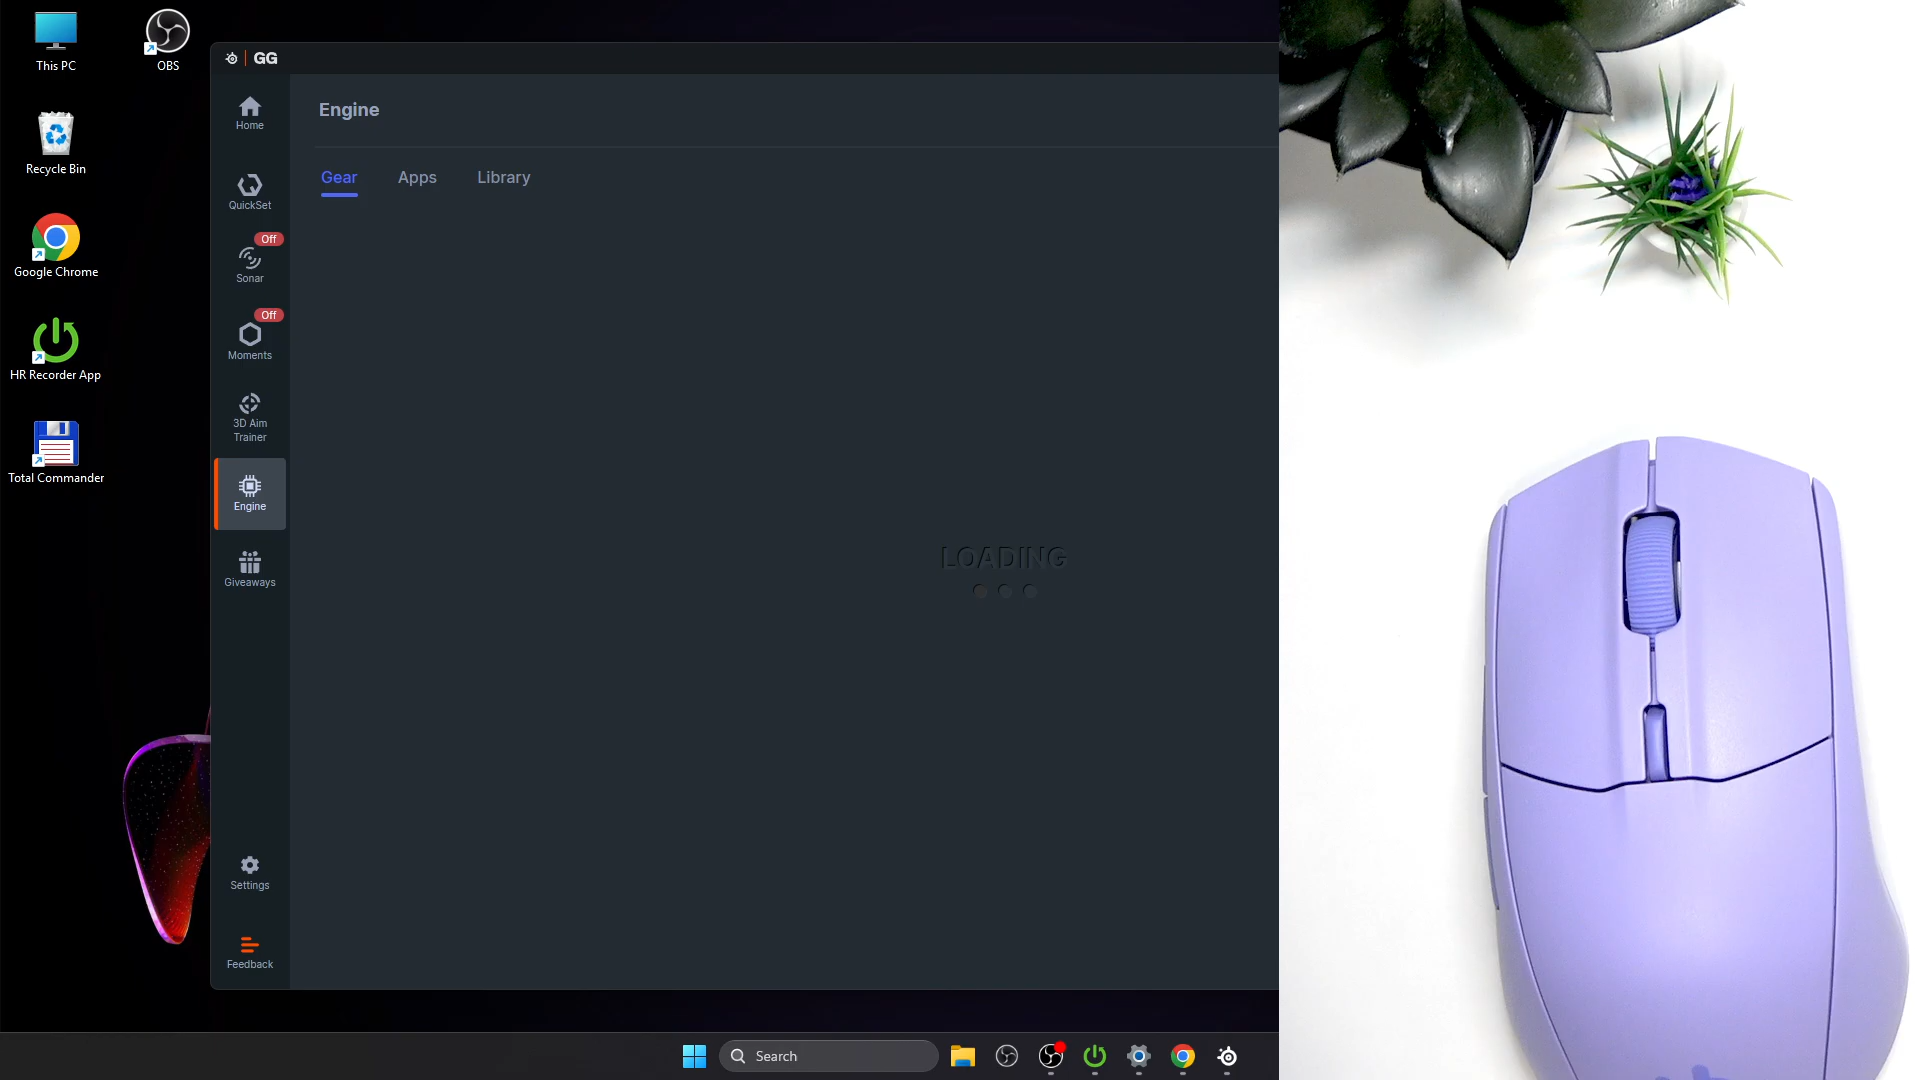 This PC
OBS
Recycle Bin
Google Chrome
HR Recorder App
Total Commander
GG
Home
QuickSet
Off
Sonar
Off
Moments
3D Aim
Trainer
Engine
Giveaways
Settings
Feedback
Engine
Gear
Apps
Library
LOADING
Search